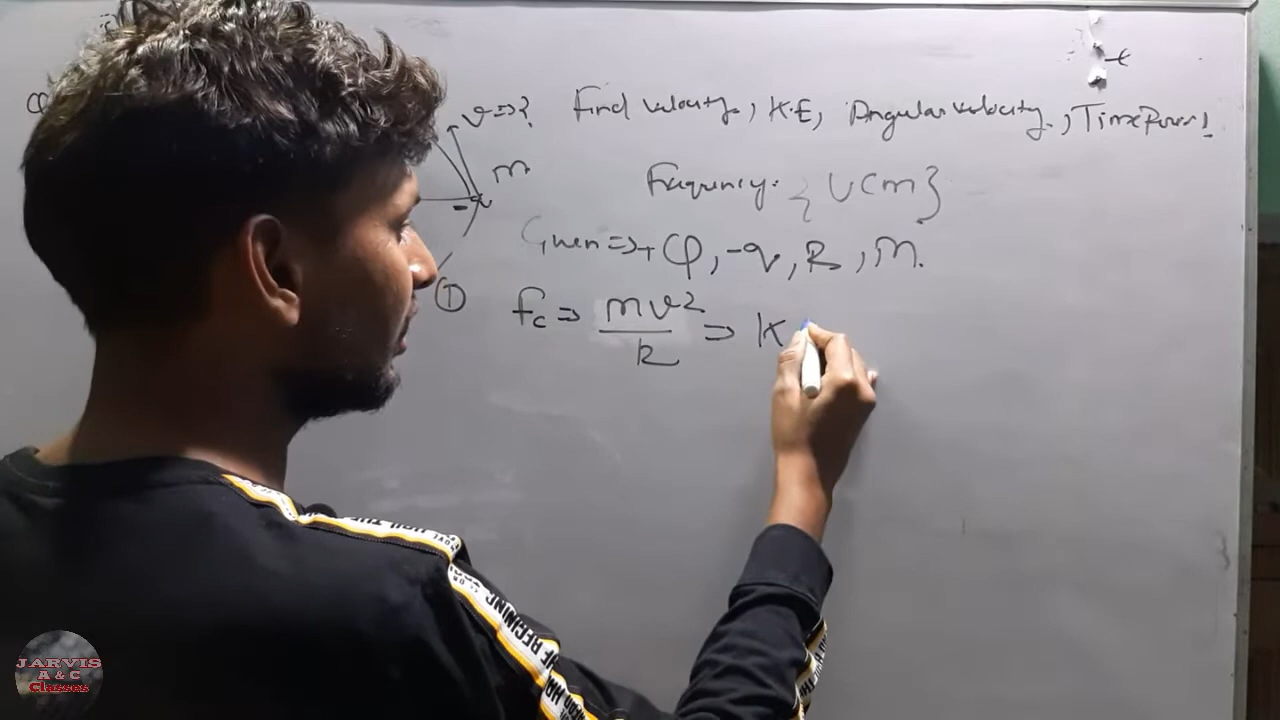 v=>? Find velocity, K.E, Angular velocity, Time Period
m
Frequency. {UCM}
Given => +Q, -q, R, m.
① fc => mv²/R => K
JARVIS
A & C
Classes